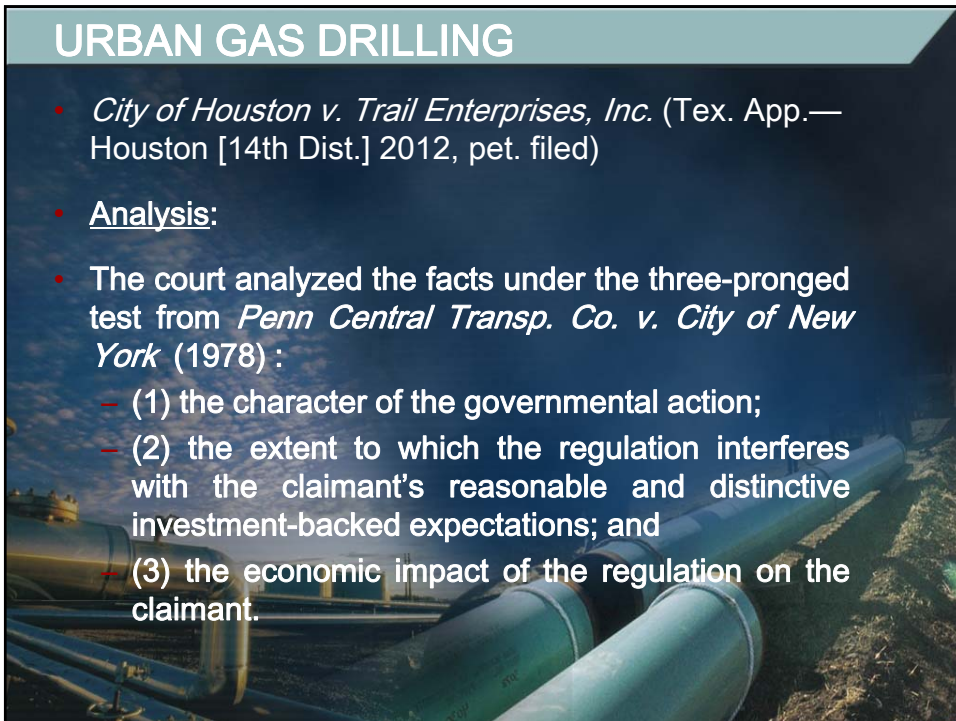 URBAN GAS DRILLING
• City of Houston v. Trail Enterprises, Inc. (Tex. App.—
Houston [14th Dist.] 2012, pet. filed)
• Analysis:
• The court analyzed the facts under the three-pronged
test from Penn Central Transp. Co. v. City of New
York (1978) :
– (1) the character of the governmental action;
– (2) the extent to which the regulation interferes
with the claimant’s reasonable and distinctive
investment-backed expectations; and
– (3) the economic impact of the regulation on the
claimant.